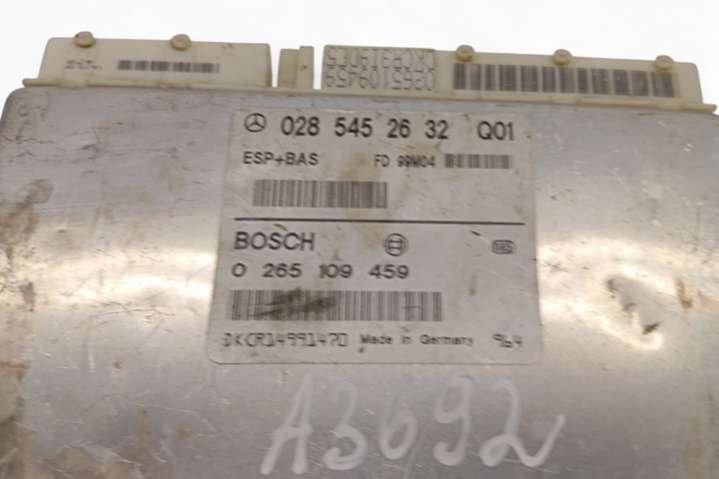 0265109459
028 545 26 32 Q01
ESP+BAS FD 99M04
BOSCH
0 265 109 459
DKCR14991470 Made in Germany 964
A3692